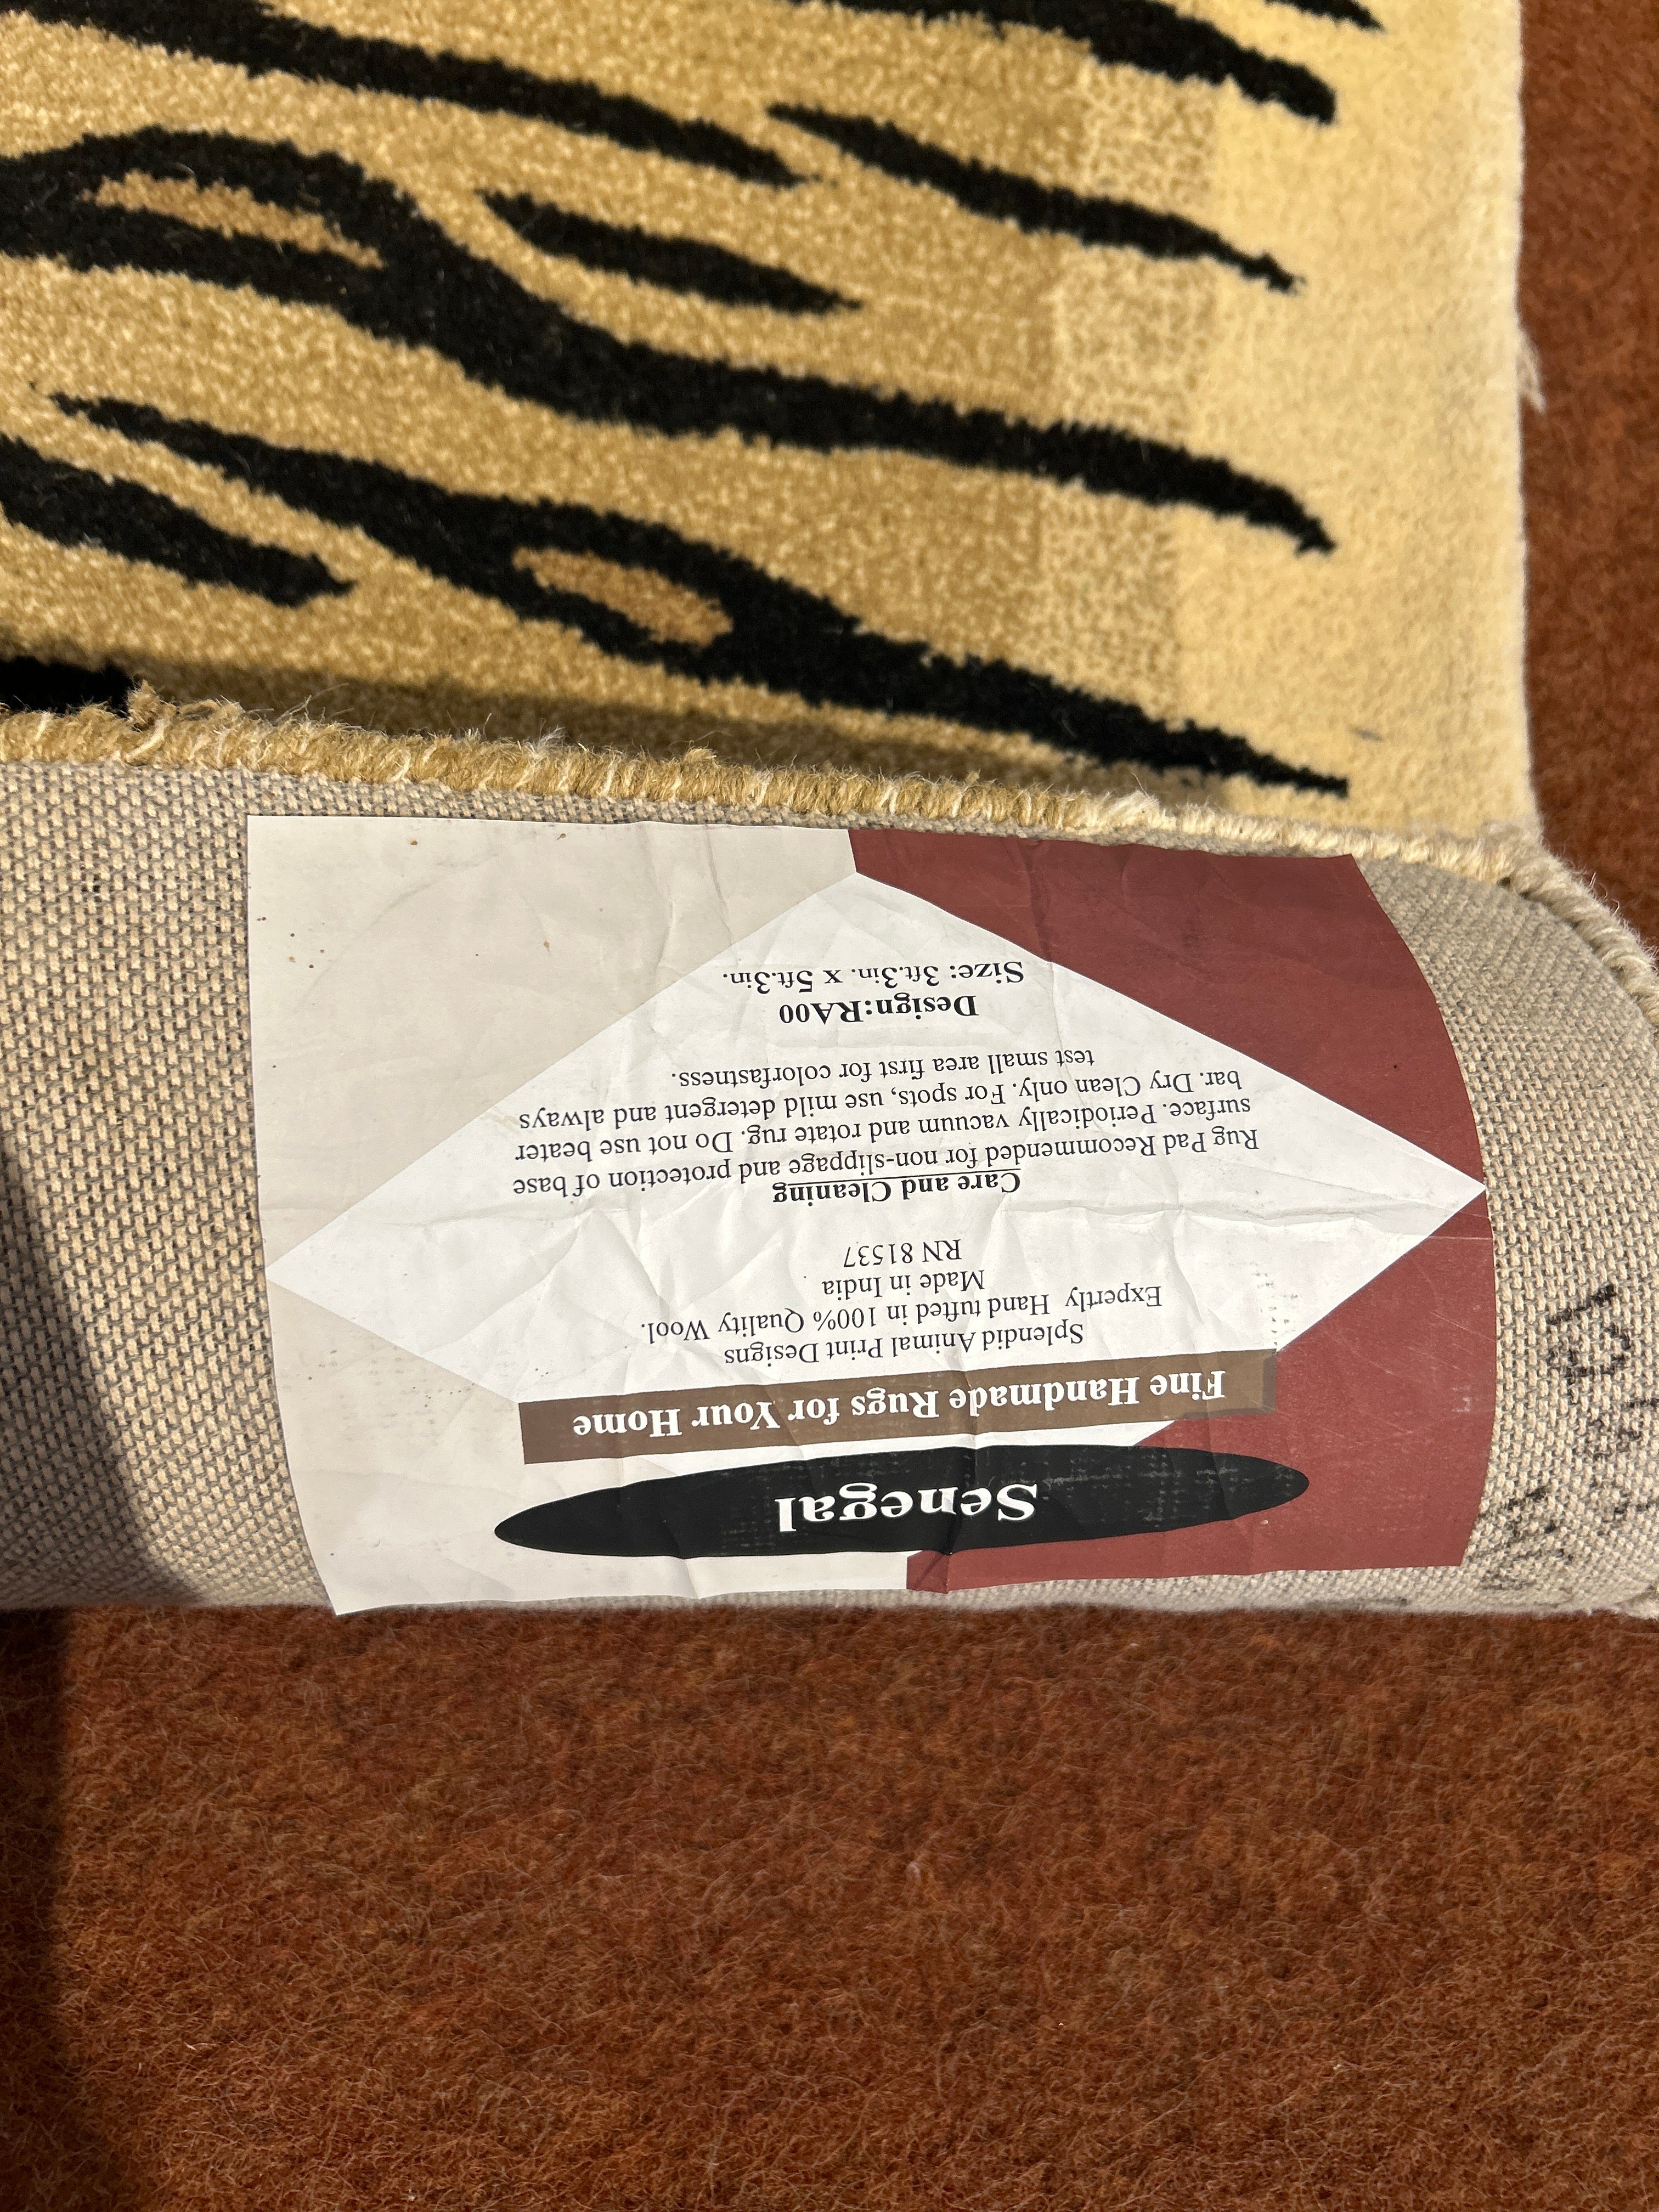 Senegal
Fine Handmade Rugs for Your Home
Splendid Animal Print Designs
Expertly Hand tufted in 100% Quality Wool.
Made in India
RN 81537
Care and Cleaning
Rug Pad Recommended for non-slippage and protection of base
surface. Periodically vacuum and rotate rug. Do not use beater
bar. Dry Clean only. For spots, use mild detergent and always
test small area first for colorfastness.
Design:RA00
Size: 3ft.3in. x 5ft.3in.